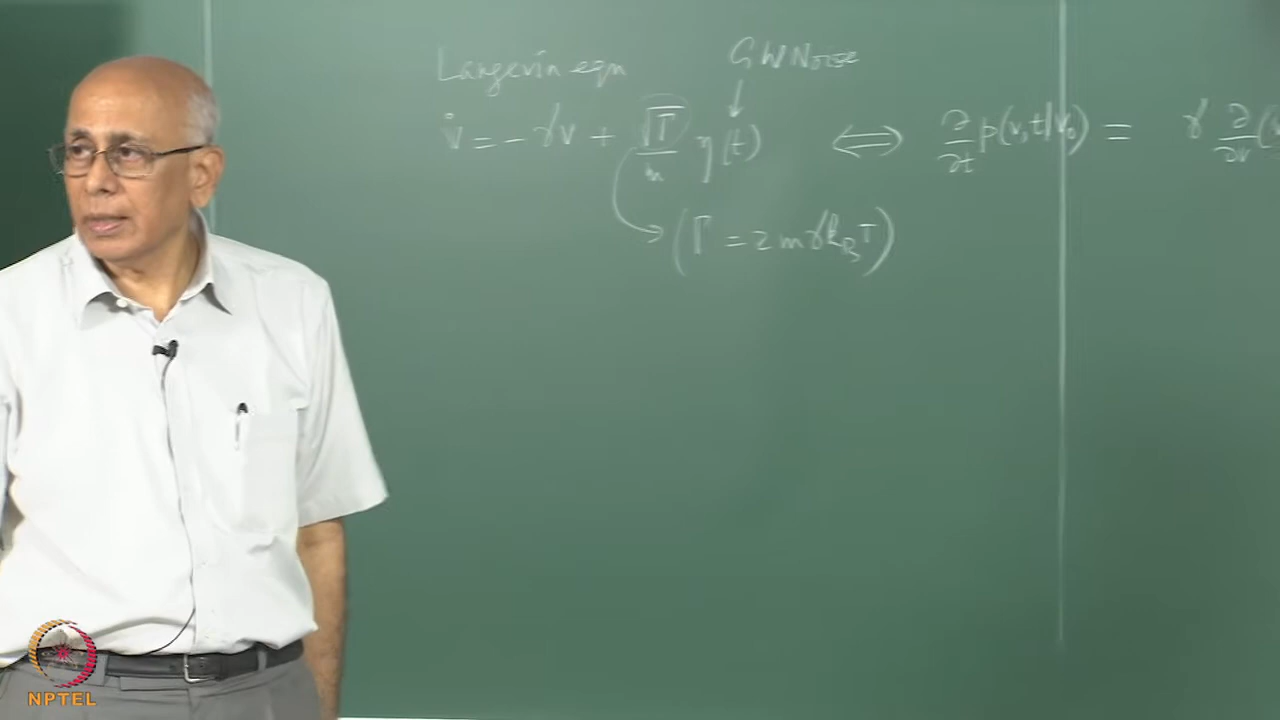 Langevin eqn GWNoise
v̇ = -γv + √Γ/m η(t) ⟺ ∂/∂t p(v,t|v₀) = γ ∂/∂v (v
(Γ = 2mγk_BT)
NPTEL